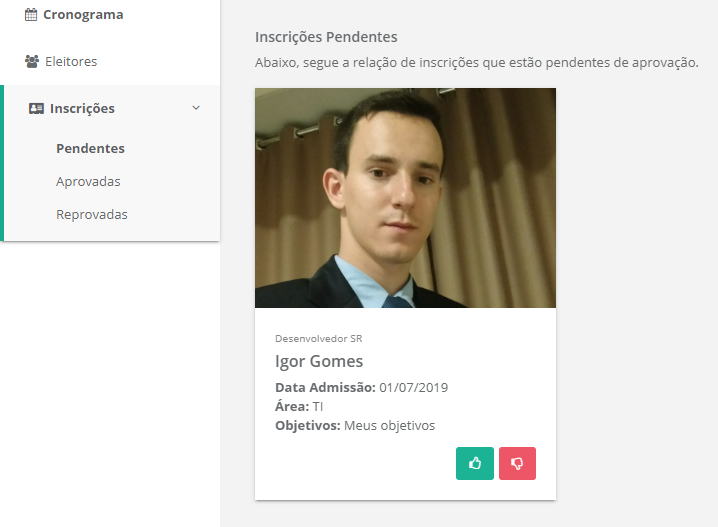 Cronograma
Eleitores
Inscrições
Pendentes
Aprovadas
Reprovadas
Inscrições Pendentes
Abaixo, segue a relação de inscrições que estão pendentes de aprovação.
Desenvolvedor SR
Igor Gomes
Data Admissão: 01/07/2019
Área: TI
Objetivos: Meus objetivos